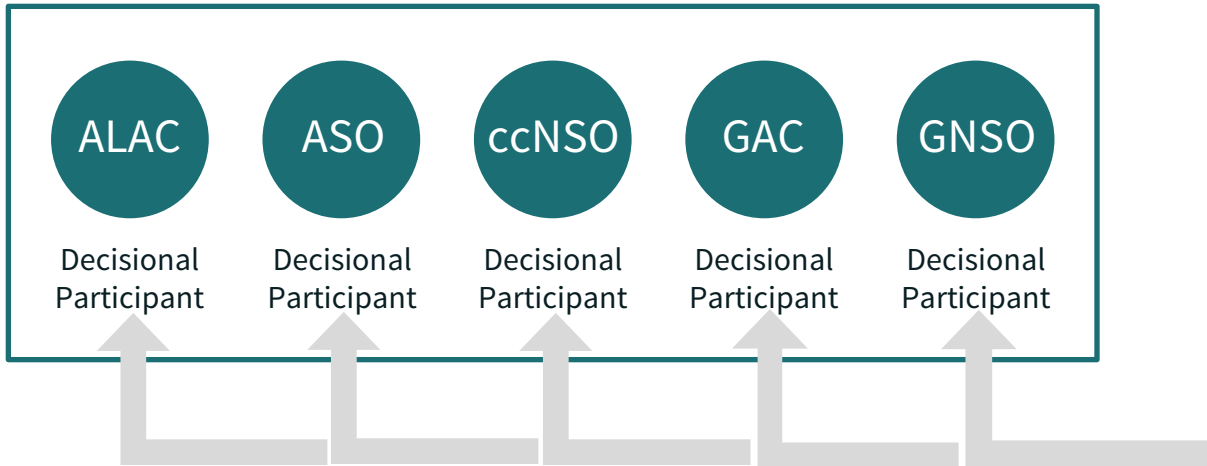 ALAC
ASO
ccNSO
GAC
GNSO
Decisional
Participant
Decisional
Participant
Decisional
Participant
Decisional
Participant
Decisional
Participant